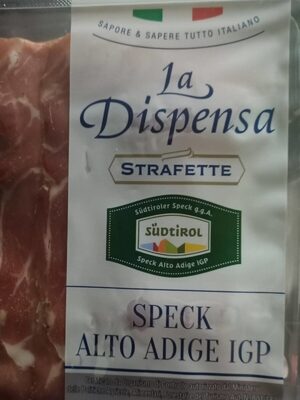 SAPORE & SAPERE TUTTO ITALIANO
La
Dispensa
STRAFETTE
Südtiroler Speck g.g.A.
SÜDTIROL
Speck Alto Adige IGP
SPECK
ALTO ADIGE IGP